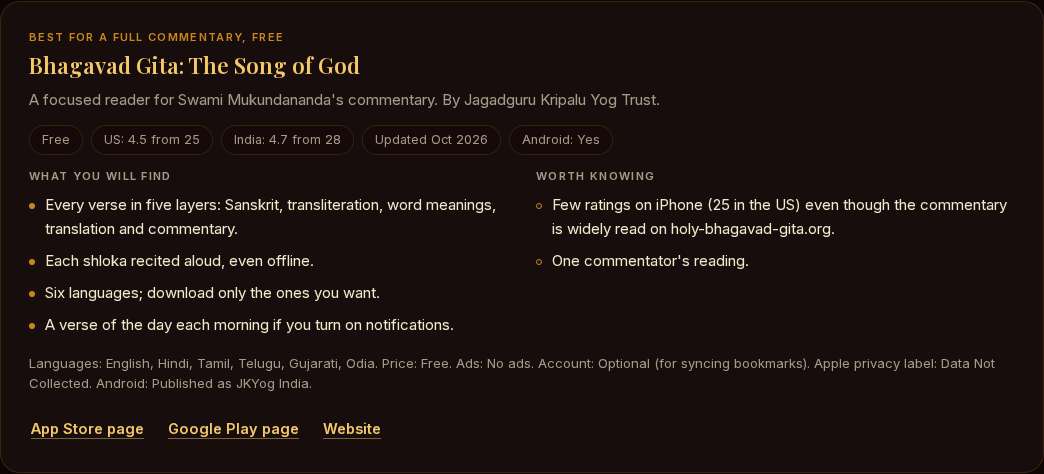 BEST FOR A FULL COMMENTARY, FREE
Bhagavad Gita: The Song of God
A focused reader for Swami Mukundananda's commentary. By Jagadguru Kripalu Yog Trust.
Free
US: 4.5 from 25
India: 4.7 from 28
Updated Oct 2026
Android: Yes
WHAT YOU WILL FIND
Every verse in five layers: Sanskrit, transliteration, word meanings,
translation and commentary.
Each shloka recited aloud, even offline.
Six languages; download only the ones you want.
A verse of the day each morning if you turn on notifications.
WORTH KNOWING
Few ratings on iPhone (25 in the US) even though the commentary
is widely read on holy-bhagavad-gita.org.
One commentator's reading.
Languages: English, Hindi, Tamil, Telugu, Gujarati, Odia. Price: Free. Ads: No ads. Account: Optional (for syncing bookmarks). Apple privacy label: Data Not
Collected. Android: Published as JKYog India.
App Store page
Google Play page
Website